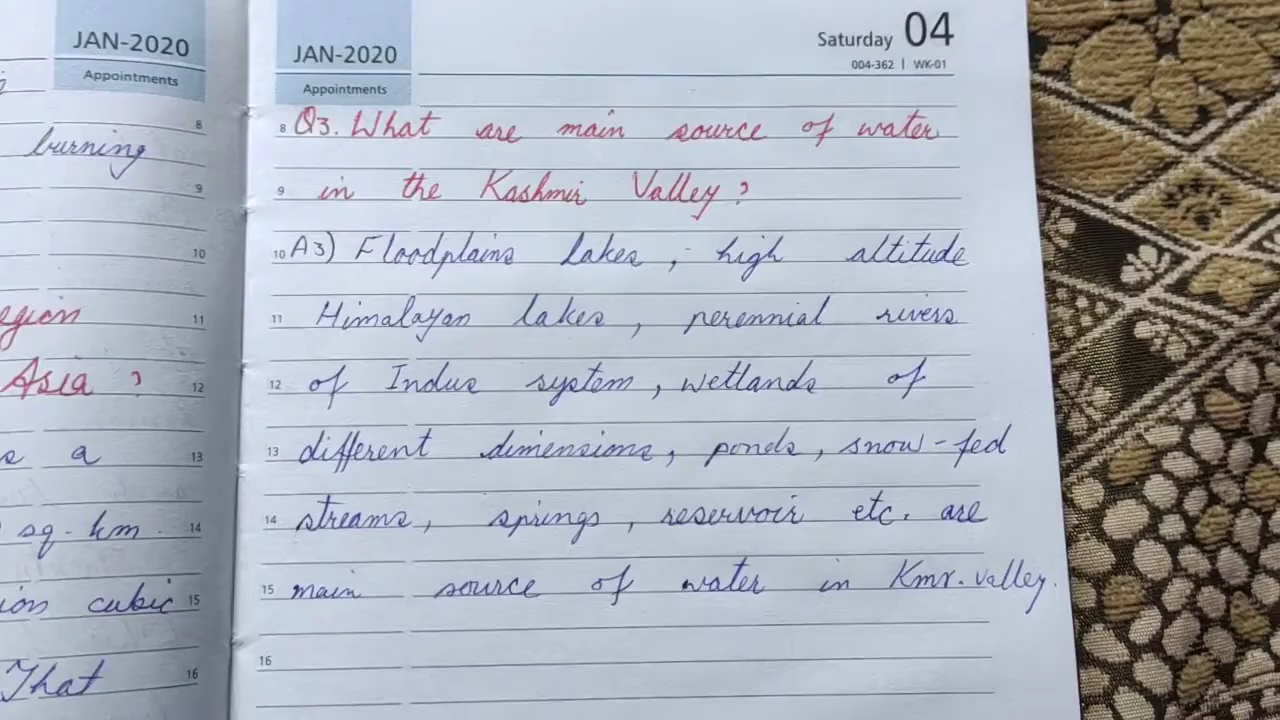 JAN-2020
Appointments
8
burning
9
10
11
Asia ?
12
a
13
sq. km.
14
cubic
15
That
16
JAN-2020
Appointments
Saturday 04
004-362 | WK-01
8 Q3. What are main source of water
9 in the Kashmir Valley?
10 A3) Floodplains lakes, high altitude
11 Himalayan lakes, perennial rivers
12 of Indus system, wetlands of
13 different dimensions, ponds, snow-fed
14 streams, springs, reservoir etc. are
15 main source of water in Kmr. valley.
16